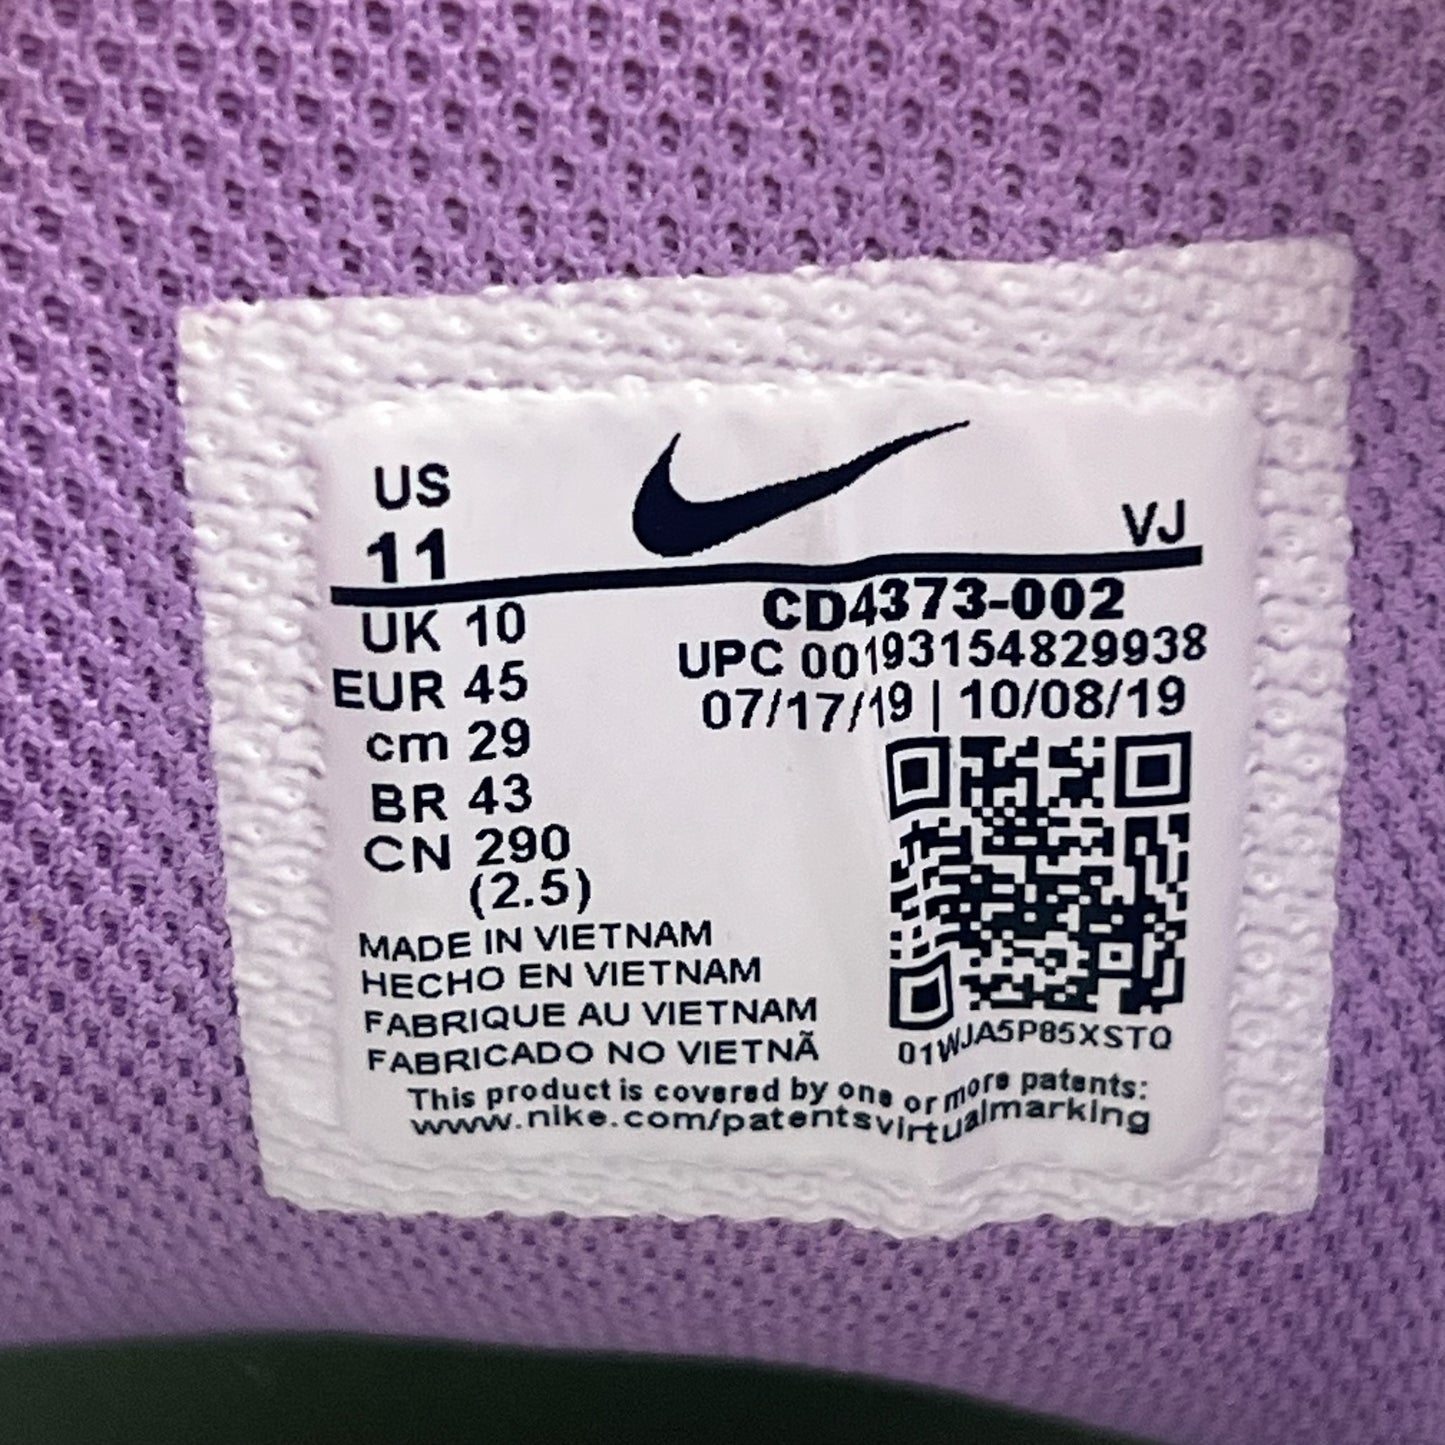 US
11
VJ
UK 10
EUR 45
cm 29
BR 43
CN 290
(2.5)
CD4373-002
UPC 00193154829938
07/17/19 | 10/08/19
01WJA5P85XSTQ
MADE IN VIETNAM
HECHO EN VIETNAM
FABRIQUE AU VIETNAM
FABRICADO NO VIETNÃ
This product is covered by one or more patents:
www.nike.com/patentsvirtualmarking